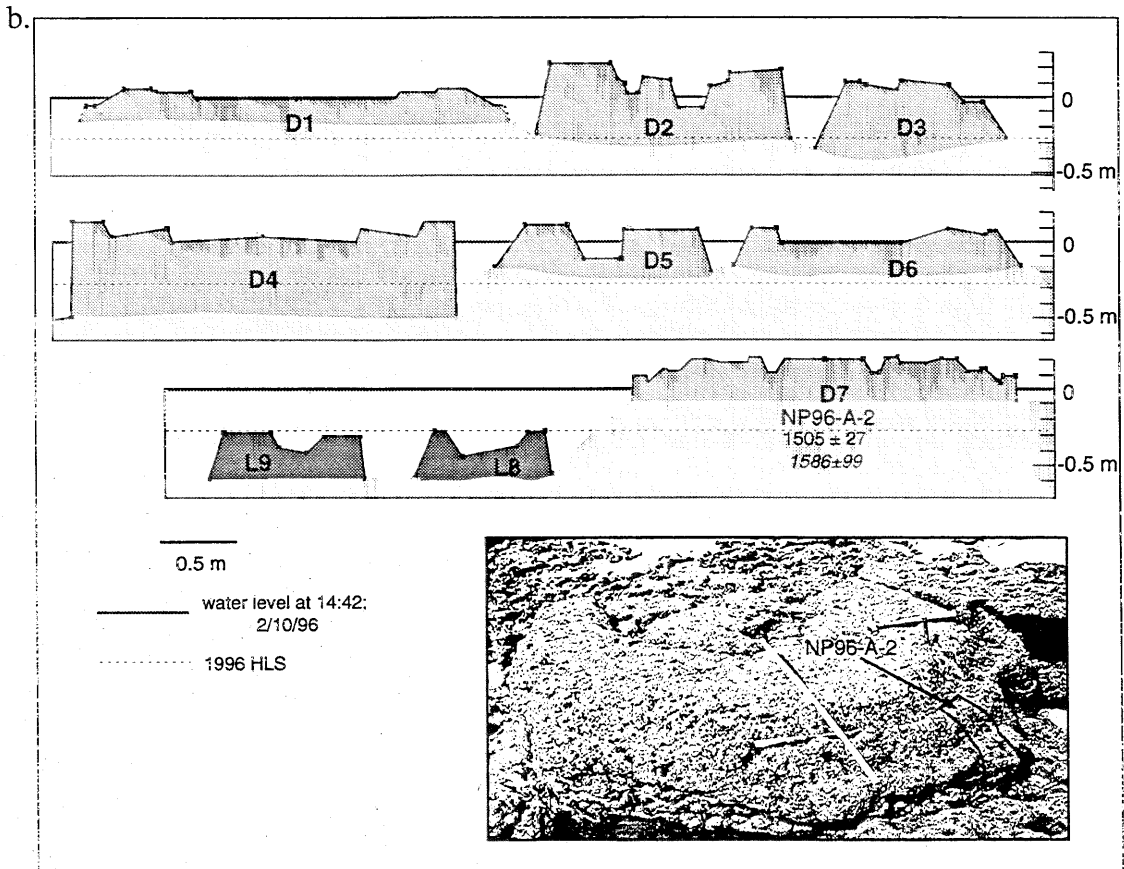 b.
D1
D2
D3
0
-0.5 m
D4
D5
D6
0
-0.5 m
D7
NP96-A-2
1505 ± 27
1586±99
L9
L8
0
-0.5 m
0.5 m
water level at 14:42;
2/10/96
1996 HLS
NP96-A-2